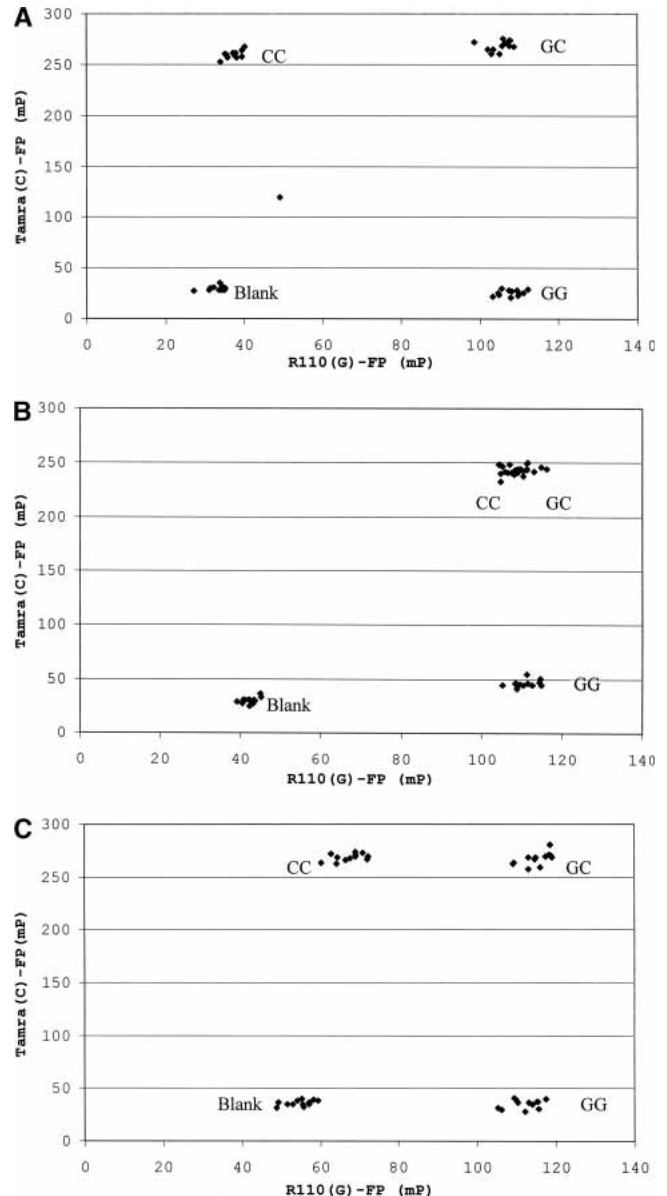 A
300
250
200
150
100
50
0
Tamra(C)-FP (mP)
CC
GC
Blank
GG
0 20 40 60 80 100 120 140
R110(G)-FP (mP)
B
300
250
200
150
100
50
0
Tamra(C)-FP (mP)
CC GC
Blank
GG
0 20 40 60 80 100 120 140
R110(G)-FP (mP)
C
300
250
200
150
100
50
0
Tamra(C)-FP(mP)
CC
GC
Blank
GG
0 20 40 60 80 100 120 140
R110(G)-FP (mP)